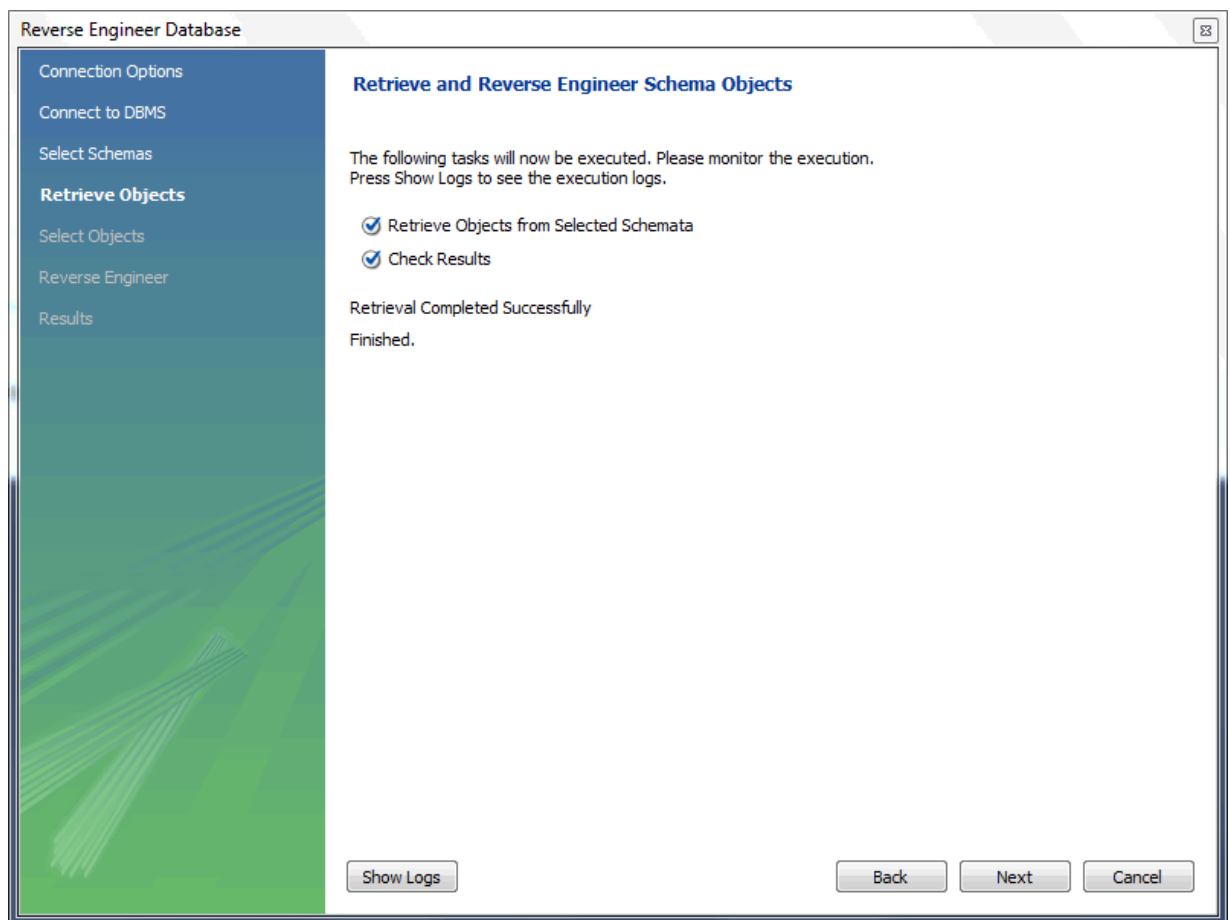 Reverse Engineer Database
Connection Options
Connect to DBMS
Select Schemas
Retrieve Objects
Select Objects
Reverse Engineer
Results
Retrieve and Reverse Engineer Schema Objects
The following tasks will now be executed. Please monitor the execution.
Press Show Logs to see the execution logs.
Retrieve Objects from Selected Schemata
Check Results
Retrieval Completed Successfully
Finished.
Show Logs
Back
Next
Cancel